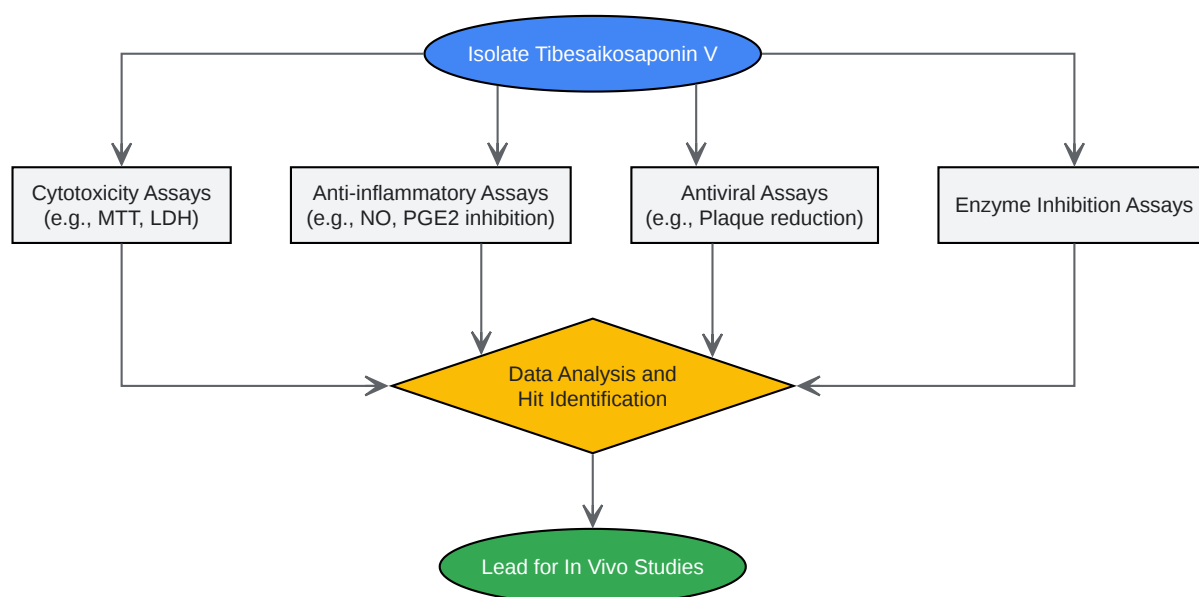 Isolate Tibesaikosaponin V
Cytotoxicity Assays
(e.g., MTT, LDH)
Anti-inflammatory Assays
(e.g., NO, PGE2 inhibition)
Antiviral Assays
(e.g., Plaque reduction)
Enzyme Inhibition Assays
Data Analysis and
Hit Identification
Lead for In Vivo Studies